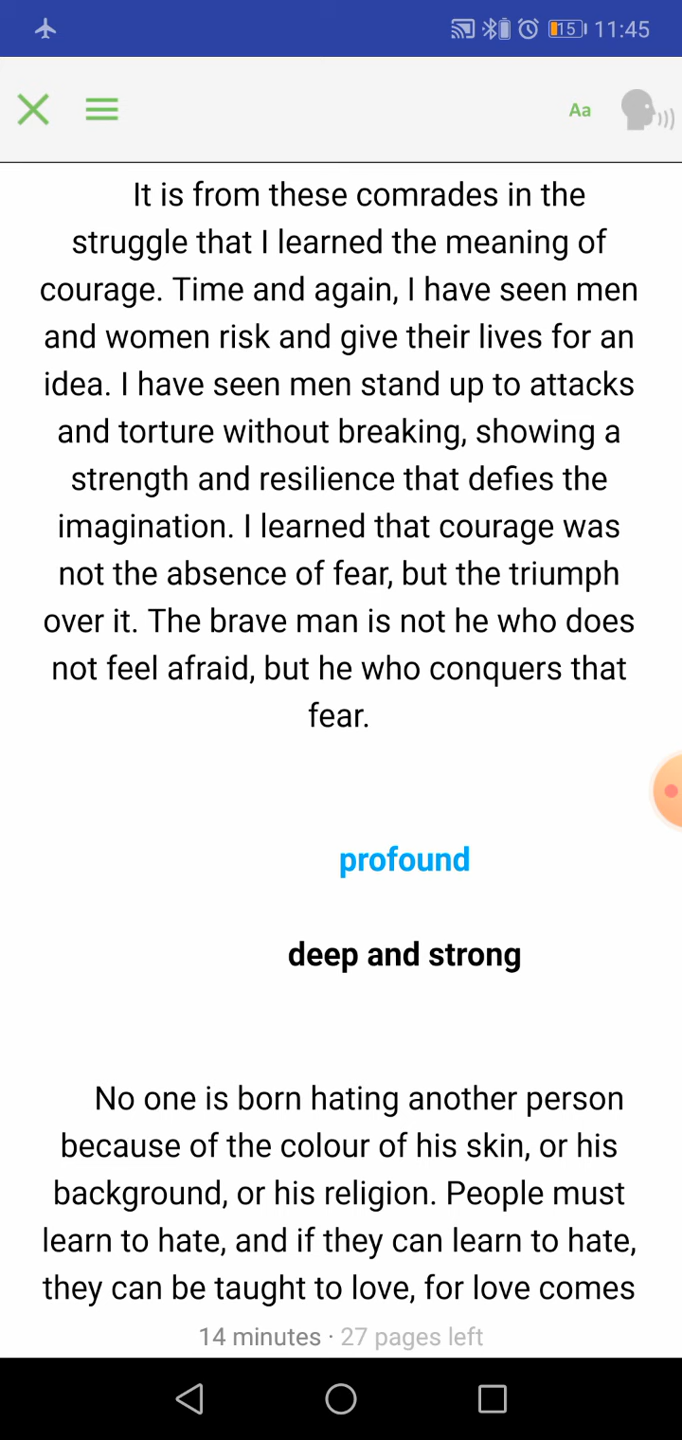 15 11:45
Aa
It is from these comrades in the
struggle that I learned the meaning of
courage. Time and again, I have seen men
and women risk and give their lives for an
idea. I have seen men stand up to attacks
and torture without breaking, showing a
strength and resilience that defies the
imagination. I learned that courage was
not the absence of fear, but the triumph
over it. The brave man is not he who does
not feel afraid, but he who conquers that
fear.
profound
deep and strong
No one is born hating another person
because of the colour of his skin, or his
background, or his religion. People must
learn to hate, and if they can learn to hate,
they can be taught to love, for love comes
14 minutes · 27 pages left